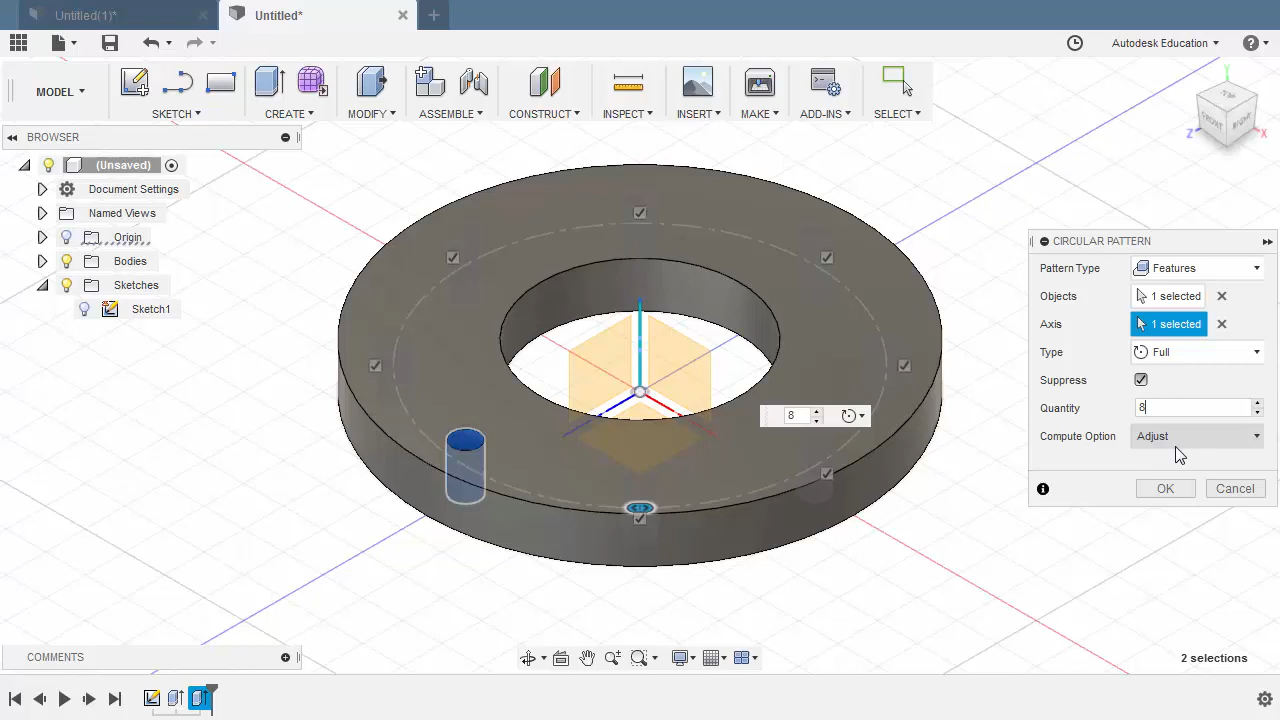 Untitled(1)*
Untitled*
Autodesk Education
MODEL
SKETCH
CREATE
MODIFY
ASSEMBLE
CONSTRUCT
INSPECT
INSERT
MAKE
ADD-INS
SELECT
BROWSER
(Unsaved)
Document Settings
Named Views
Origin
Bodies
Sketches
Sketch1
Y
Z
X
FRONT
RIGHT
CIRCULAR PATTERN
Pattern Type Features
Objects 1 selected
Axis 1 selected
Type Full
Suppress
Quantity 8
Compute Option Adjust
OK Cancel
8
COMMENTS
2 selections